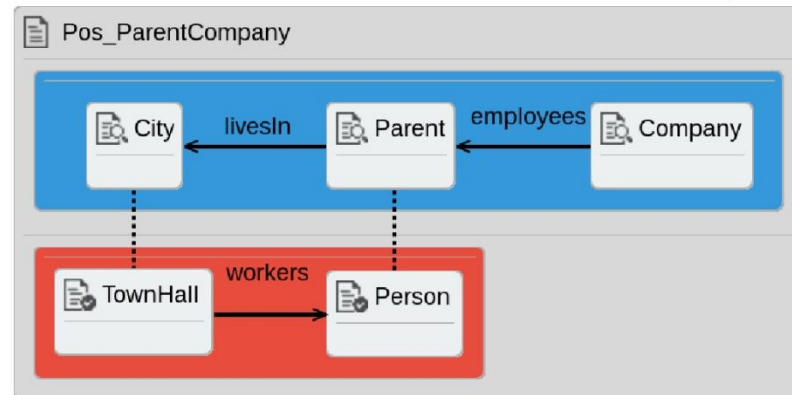 Pos_ParentCompany
City
livesIn
Parent
employees
Company
TownHall
workers
Person